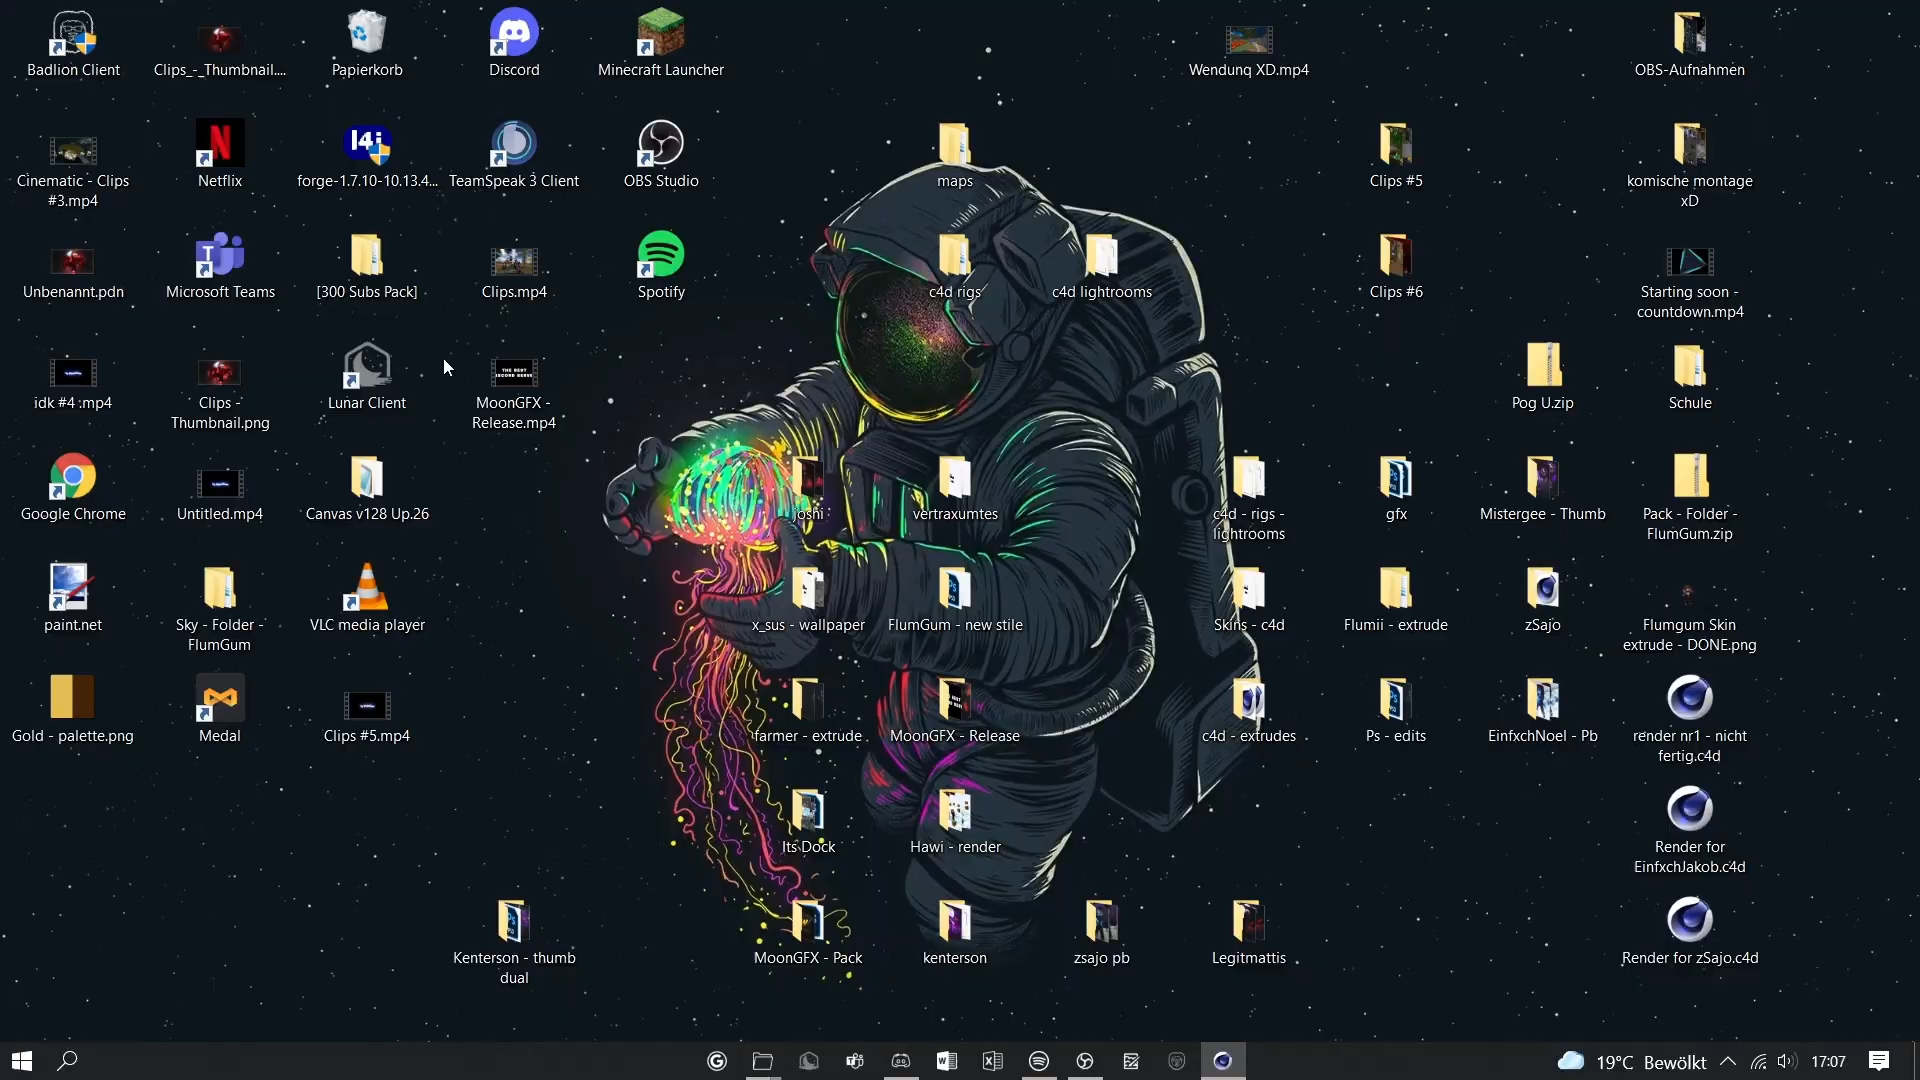 Badlion Client
Clips_-_Thumbnail....
Papierkorb
Discord
Minecraft Launcher
Wendunq XD.mp4
OBS-Aufnahmen
Cinematic - Clips
#3.mp4
Netflix
forge-1.7.10-10.13.4...
TeamSpeak 3 Client
OBS Studio
maps
Clips #5
komische montage
xD
Unbenannt.pdn
Microsoft Teams
[300 Subs Pack]
Clips.mp4
Spotify
c4d rigs
c4d lightrooms
Clips #6
Starting soon -
countdown.mp4
idk #4 .mp4
Clips -
Thumbnail.png
Lunar Client
THE BEST
RECORD SERVE
MoonGFX -
Release.mp4
Pog U.zip
Schule
Google Chrome
Untitled.mp4
Canvas v128 Up.26
joshi
vertraxumtes
c4d - rigs -
lightrooms
gfx
Mistergee - Thumb
Pack - Folder -
FlumGum.zip
paint.net
Sky - Folder -
FlumGum
VLC media player
x_sus - wallpaper
FlumGum - new stile
Skins - c4d
Flumii - extrude
zSajo
Flumgum Skin
extrude - DONE.png
Gold - palette.png
Medal
Clips #5.mp4
farmer - extrude
MoonGFX - Release
c4d - extrudes
Ps - edits
EinfxchNoel - Pb
render nr1 - nicht
fertig.c4d
Its Dock
Hawi - render
Render for
EinfxchJakob.c4d
Kenterson - thumb
dual
MoonGFX - Pack
kenterson
zsajo pb
Legitmattis
Render for zSajo.c4d
19°C Bewölkt
17:07